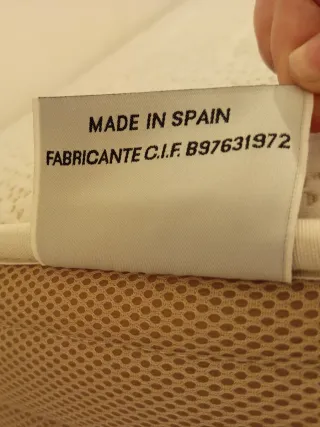 MADE IN SPAIN
FABRICANTE C.I.F. B97631972